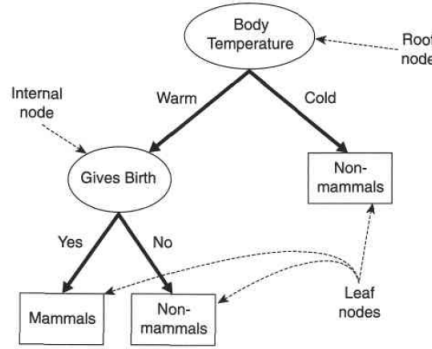 Body
Temperature
Root
node
Internal
node
Warm
Cold
Gives Birth
Non-
mammals
Yes
No
Mammals
Non-
mammals
Leaf
nodes